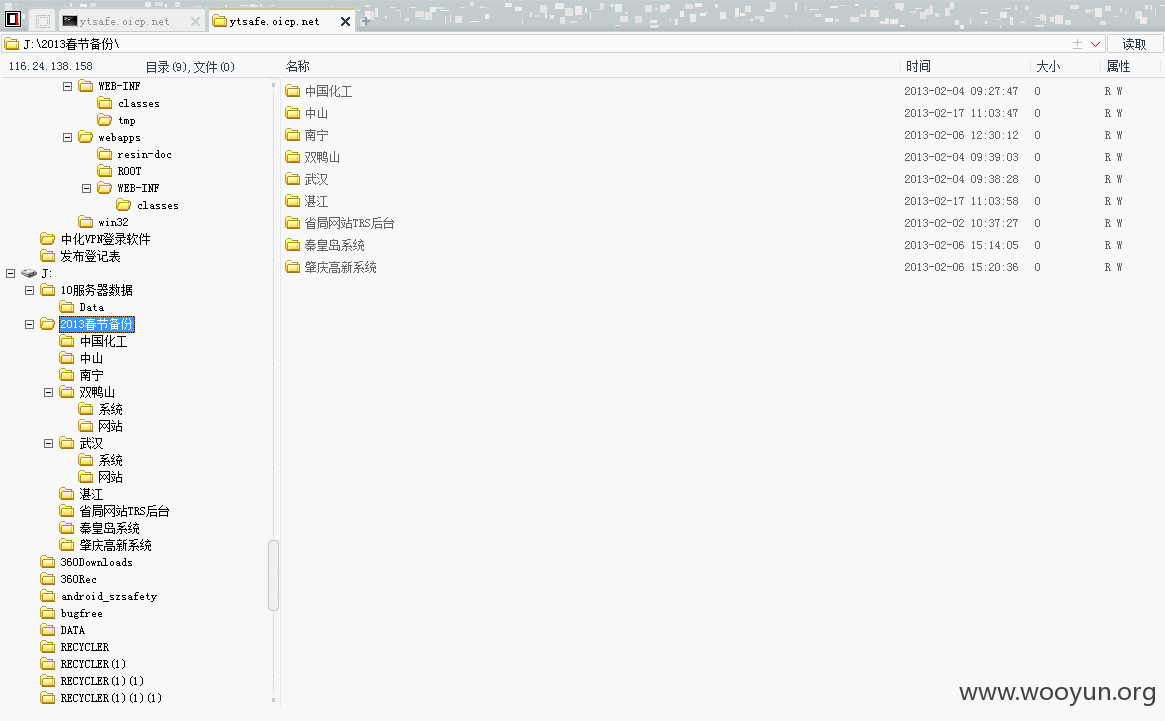 ytsafe.oicp.net
ytsafe.oicp.net
J:\2013春节备份\
读取
116.24.138.158
目录(9),文件(0)
名称
时间
大小
属性
WEB-INF
classes
tmp
webapps
resin-doc
ROOT
WEB-INF
classes
win32
中化VPN登录软件
发布登记表
J:
10服务器数据
Data
2013春节备份
中国化工
中山
南宁
双鸭山
系统
网站
武汉
系统
网站
湛江
省局网站TRS后台
秦皇岛系统
肇庆高新系统
360Downloads
360Rec
android_szsafety
bugfree
DATA
RECYCLER
RECYCLER(1)
RECYCLER(1)(1)
RECYCLER(1)(1)(1)
中国化工 2013-02-04 09:27:47 0 R W
中山 2013-02-17 11:03:47 0 R W
南宁 2013-02-06 12:30:12 0 R W
双鸭山 2013-02-04 09:39:03 0 R W
武汉 2013-02-04 09:38:28 0 R W
湛江 2013-02-17 11:03:58 0 R W
省局网站TRS后台 2013-02-02 10:37:27 0 R W
秦皇岛系统 2013-02-06 15:14:05 0 R W
肇庆高新系统 2013-02-06 15:20:36 0 R W
www.wooyun.org